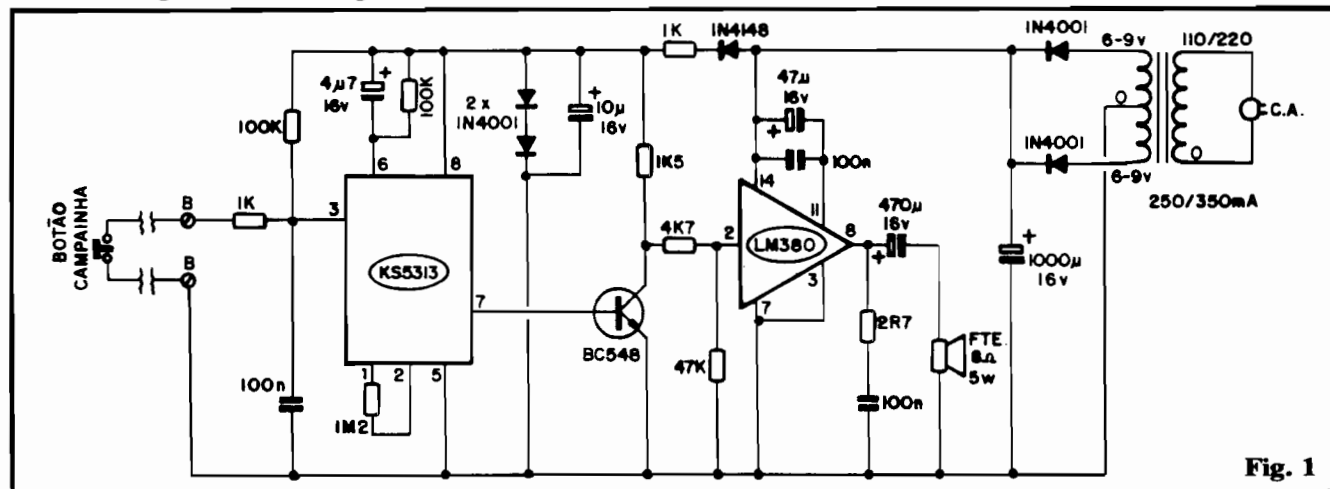 1K
1N4148
1N4001
6-9v
110/220
4µ7
16v
100K
2 x
1N4001
10µ
16v
47µ
16v
100n
0
C.A.
100K
1K5
1N4001
6-9v
0
250/350mA
6
8
14
BOTÃO
CAMPAINHA
B
1K
3
4K7
2
11
8
470µ
16v
LM380
1000µ
16v
B
KS5313
7
3
7
2R7
BC548
FTE
8Ω
5w
47K
100n
1
2
5
1M2
100n
Fig. 1